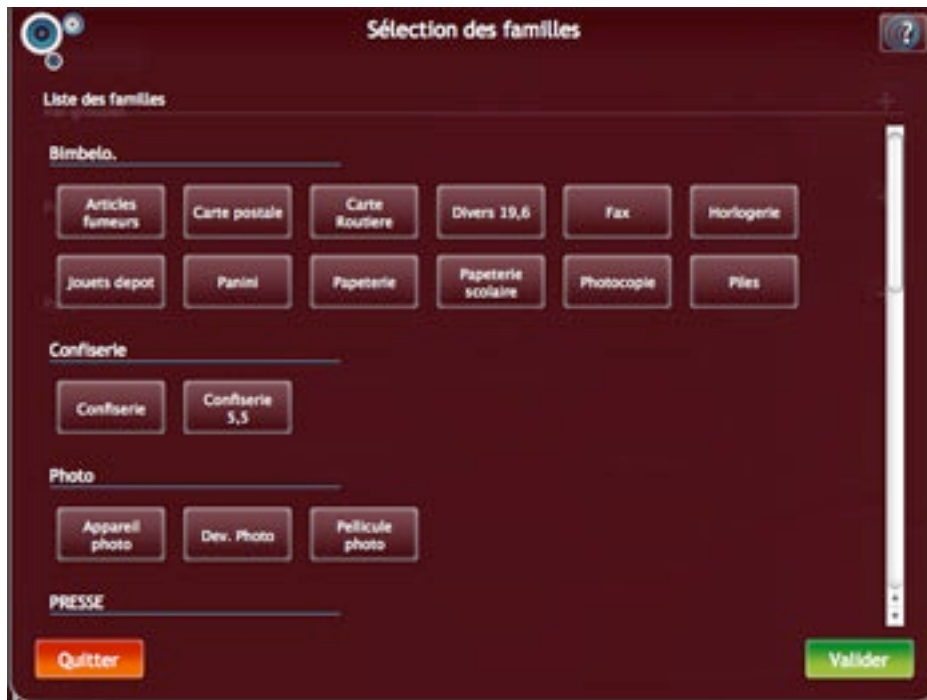 Sélection des familles
?
Liste des familles
Bimbelo.
Articles
fumeurs
Carte postale
Carte
Routiere
Divers 19,6
Fax
Horlogerie
Jouets depot
Panini
Papeterie
Papeterie
scolaire
Photocopie
Piles
Confiserie
Confiserie
Confiserie
5,5
Photo
Appareil
photo
Dev. Photo
Pellicule
photo
PRESSE
Quitter
Valider